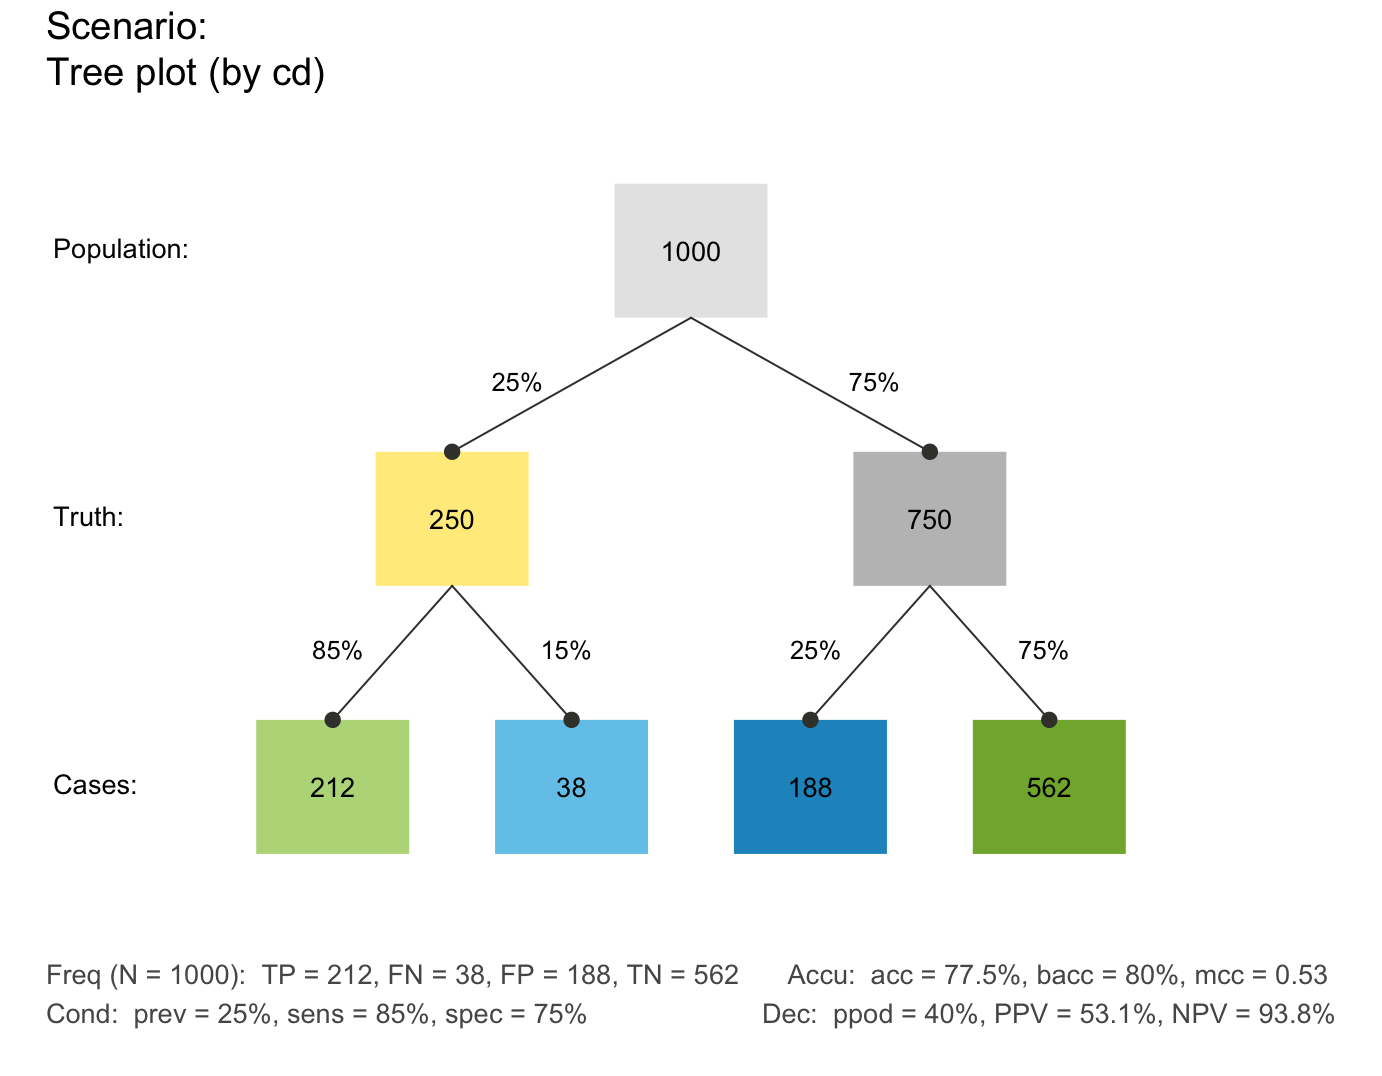 Scenario:
Tree plot (by cd)
Population:
1000
25%
75%
Truth:
250
750
85%
15%
25%
75%
Cases:
212
38
188
562
Freq (N = 1000):  TP = 212, FN = 38, FP = 188, TN = 562
Accu:  acc = 77.5%, bacc = 80%, mcc = 0.53
Cond:  prev = 25%, sens = 85%, spec = 75%
Dec:  ppod = 40%, PPV = 53.1%, NPV = 93.8%